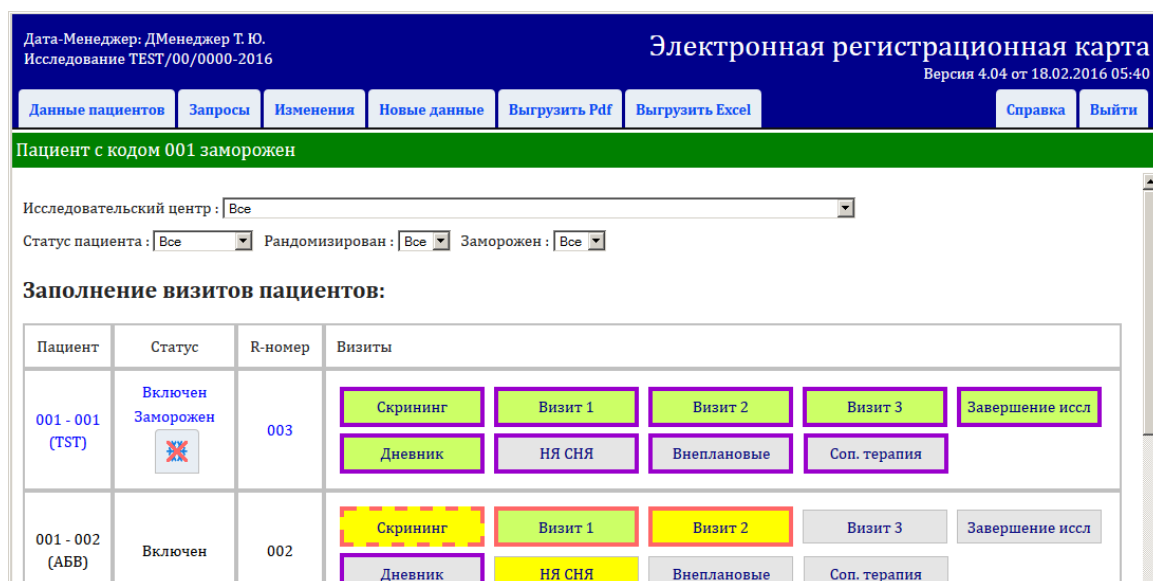 Дата-Менеджер: ДМенеджер Т. Ю.
Исследование TEST/00/0000-2016
Электронная регистрационная карта
Версия 4.04 от 18.02.2016 05:40
Данные пациентов Запросы Изменения Новые данные Выгрузить Pdf Выгрузить Excel Справка Выйти
Пациент с кодом 001 заморожен
Исследовательский центр : Все
Статус пациента : Все Рандомизирован : Все Заморожен : Все
Заполнение визитов пациентов:
Пациент Статус R-номер Визиты
001 - 001
(TST)
Включен
Заморожен
003
Скрининг Визит 1 Визит 2 Визит 3 Завершение иссл
Дневник НЯ СНЯ Внеплановые Соп. терапия
001 - 002
(АБВ)
Включен
002
Скрининг Визит 1 Визит 2 Визит 3 Завершение иссл
Дневник НЯ СНЯ Внеплановые Соп. терапия